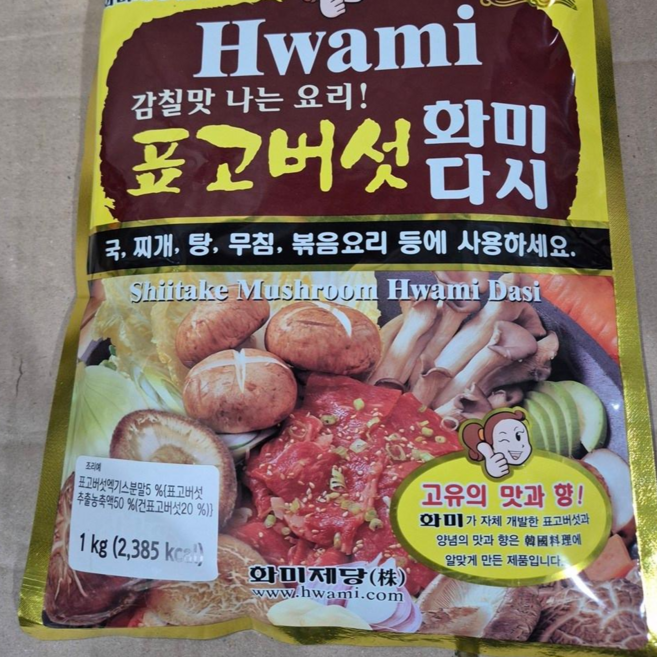 Hwami
감칠맛 나는 요리!
표고버섯 화미
다시
국, 찌개, 탕, 무침, 볶음요리 등에 사용하세요.
Shiitake Mushroom Hwami Dasi
조리예
표고버섯엑기스분말5 %{표고버섯
추출농축액50 %(건표고버섯20 %)}
1 kg (2,385 kcal)
고유의 맛과 향!
화미가 자체 개발한 표고버섯과
양념의 맛과 향은 韓國料理에
알맞게 만든 제품입니다.
화미제당(株)
www.hwami.com